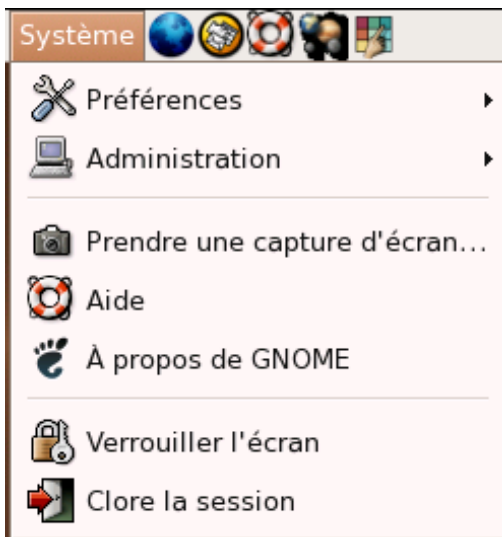 Système
Préférences
Administration
Prendre une capture d'écran...
Aide
À propos de GNOME
Verrouiller l'écran
Clore la session